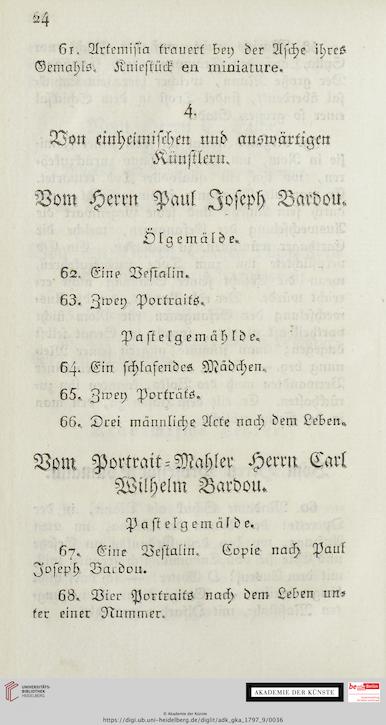 24
61. Artemisia trauert bey der Asche ihres
Gemahls. Kniestück en miniature.
4.
Von einheimischen und auswärtigen
Künstlern.
Vom Herrn Paul Joseph Bardou.
Ölgemälde.
62. Eine Vestalin.
63. Zwey Portraits.
Pastelgemählde.
64. Ein schlafendes Mädchen.
65. Zwey Porträts.
66. Drei männliche Acte nach dem Leben.
Vom Portrait-Mahler Herrn Carl
Wilhelm Bardou.
Pastelgemälde.
67. Eine Vestalin. Copie nach Paul
Joseph Bardou.
68. Vier Portraits nach dem Leben un-
ter einer Nummer.
UNIVERSITÄTS-
BIBLIOTHEK
HEIDELBERG
AKADEMIE DER KÜNSTE
© Akademie der Künste
https://digi.ub.uni-heidelberg.de/diglit/adk_gka_1797_9/0036